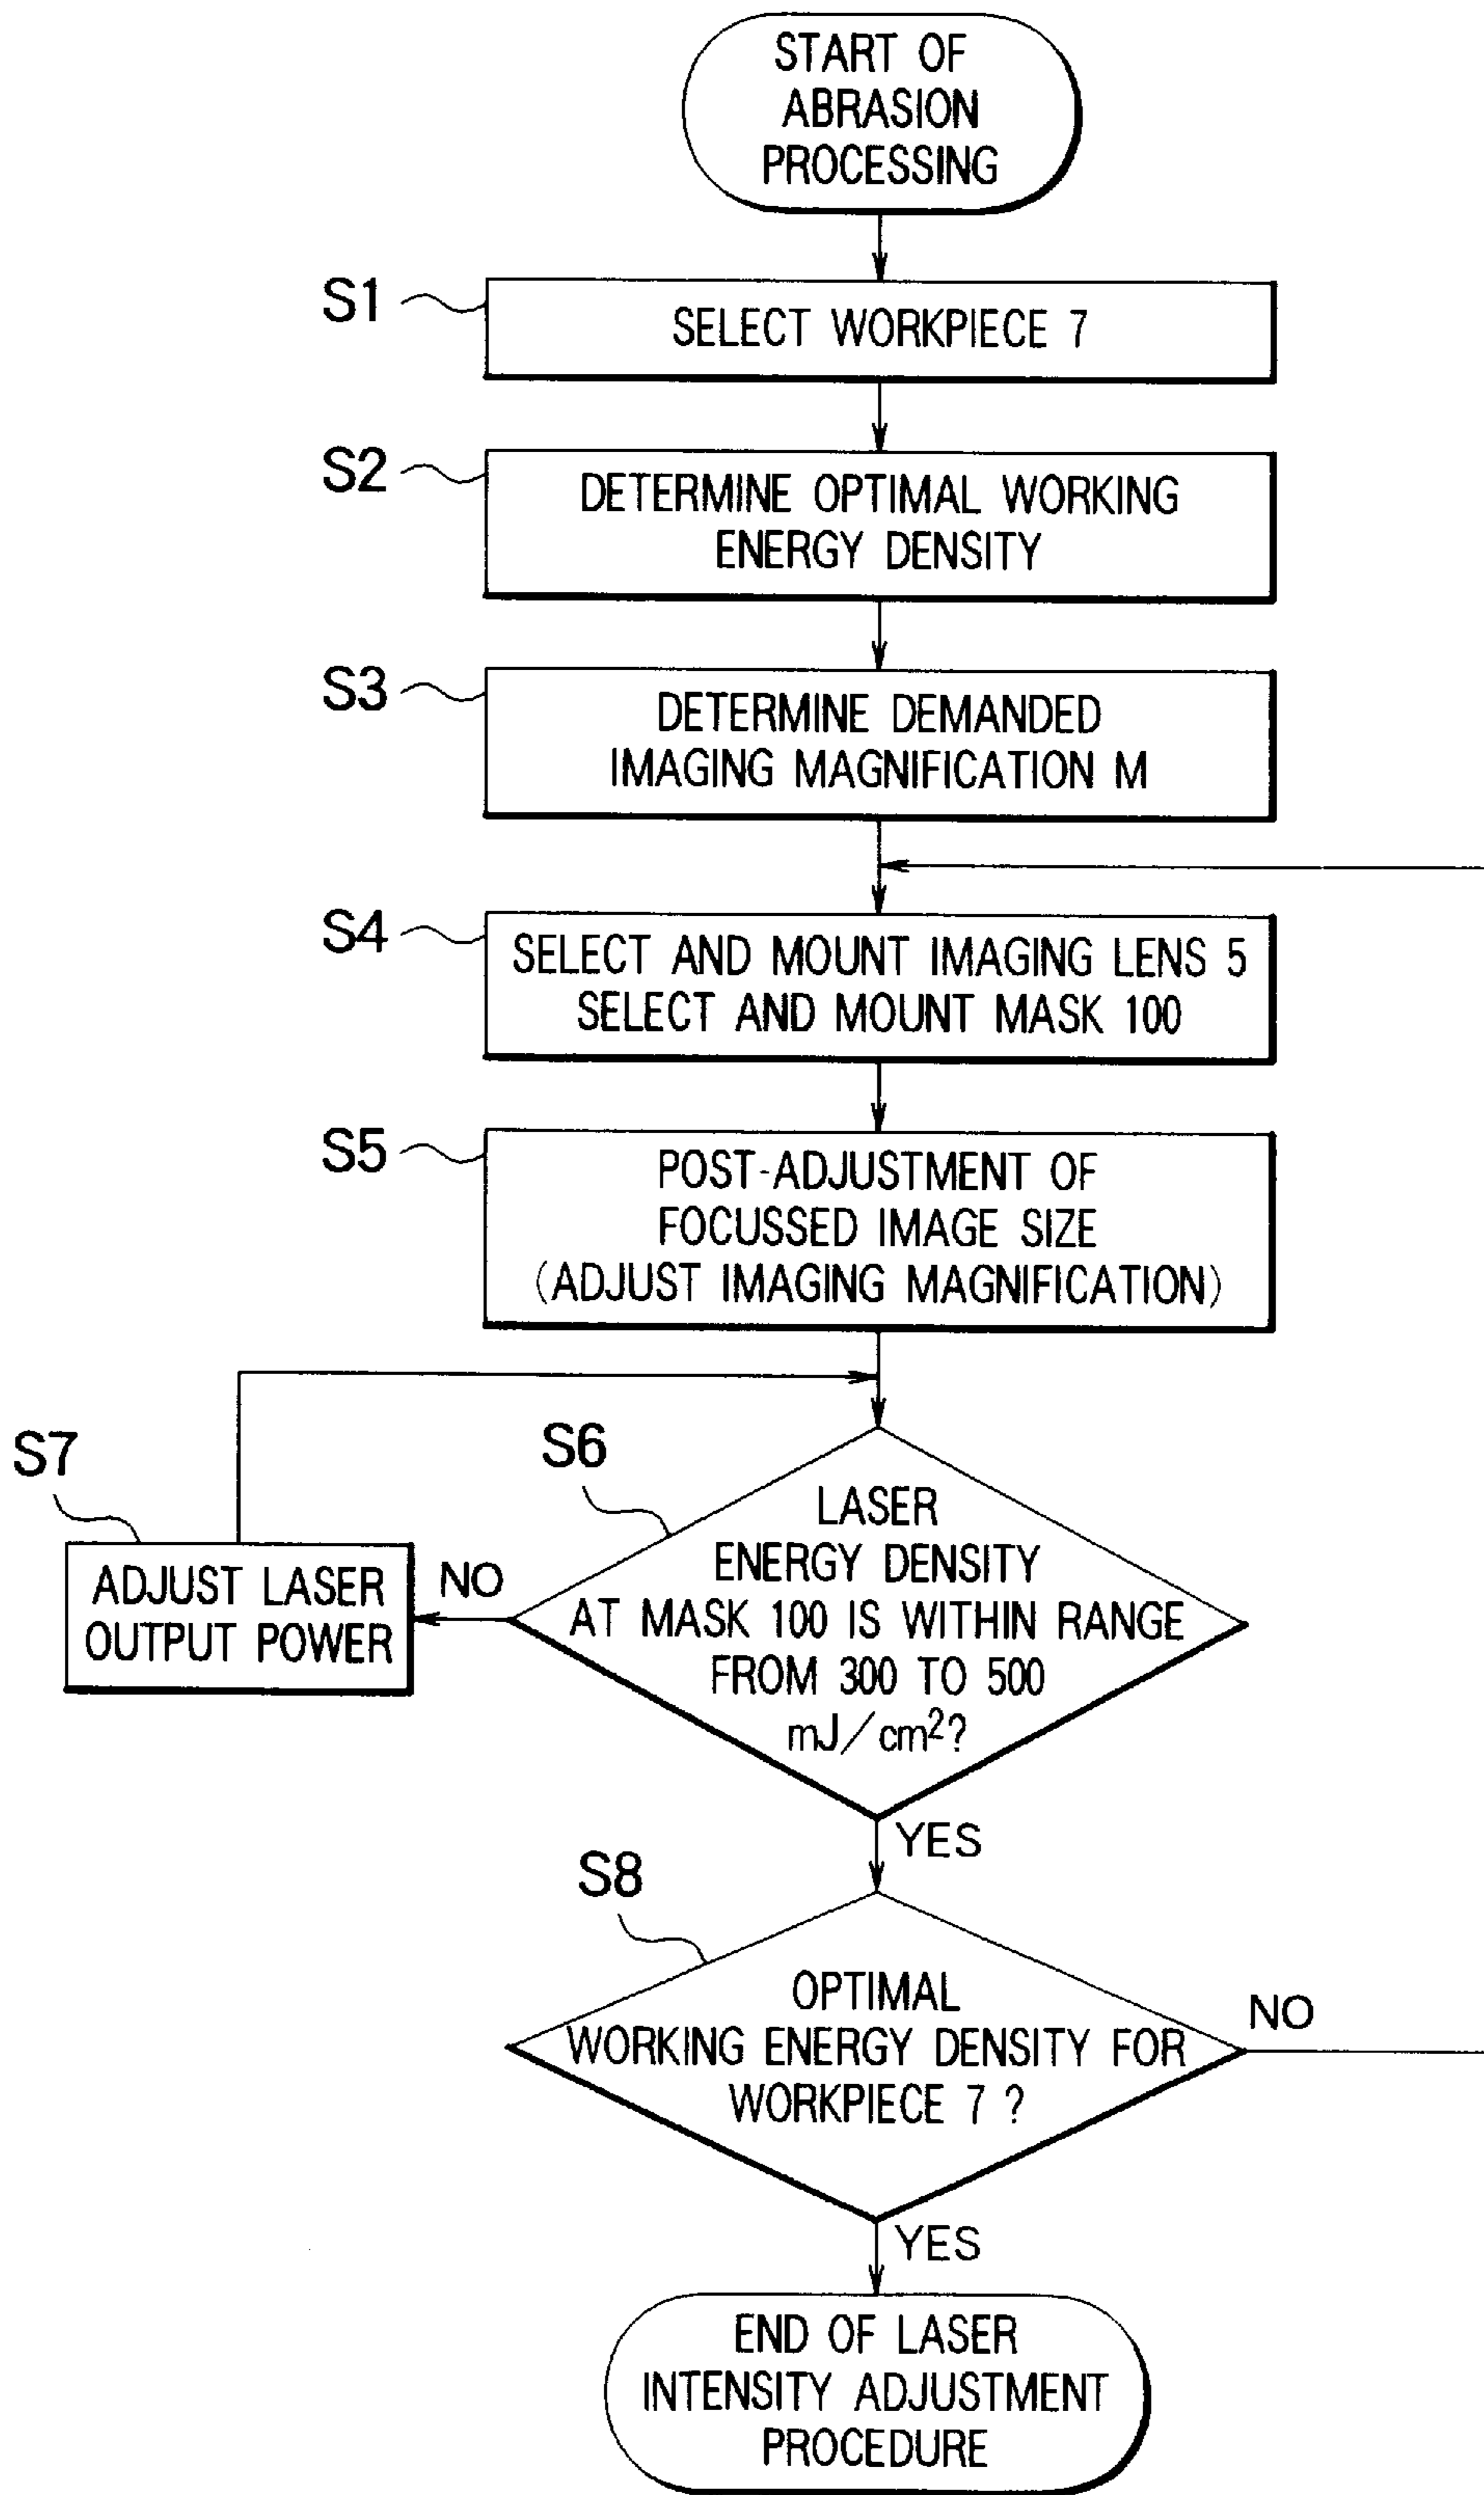 START OF
ABRASION
PROCESSING
S1
SELECT WORKPIECE 7
S2
DETERMINE OPTIMAL WORKING
ENERGY DENSITY
S3
DETERMINE DEMANDED
IMAGING MAGNIFICATION M
S4
SELECT AND MOUNT IMAGING LENS 5
SELECT AND MOUNT MASK 100
S5
POST-ADJUSTMENT OF
FOCUSSED IMAGE SIZE
(ADJUST IMAGING MAGNIFICATION)
S7
ADJUST LASER
OUTPUT POWER
NO
S6
LASER
ENERGY DENSITY
AT MASK 100 IS WITHIN RANGE
FROM 300 TO 500
mJ/cm²?
YES
S8
OPTIMAL
WORKING ENERGY DENSITY FOR
WORKPIECE 7 ?
NO
YES
END OF LASER
INTENSITY ADJUSTMENT
PROCEDURE